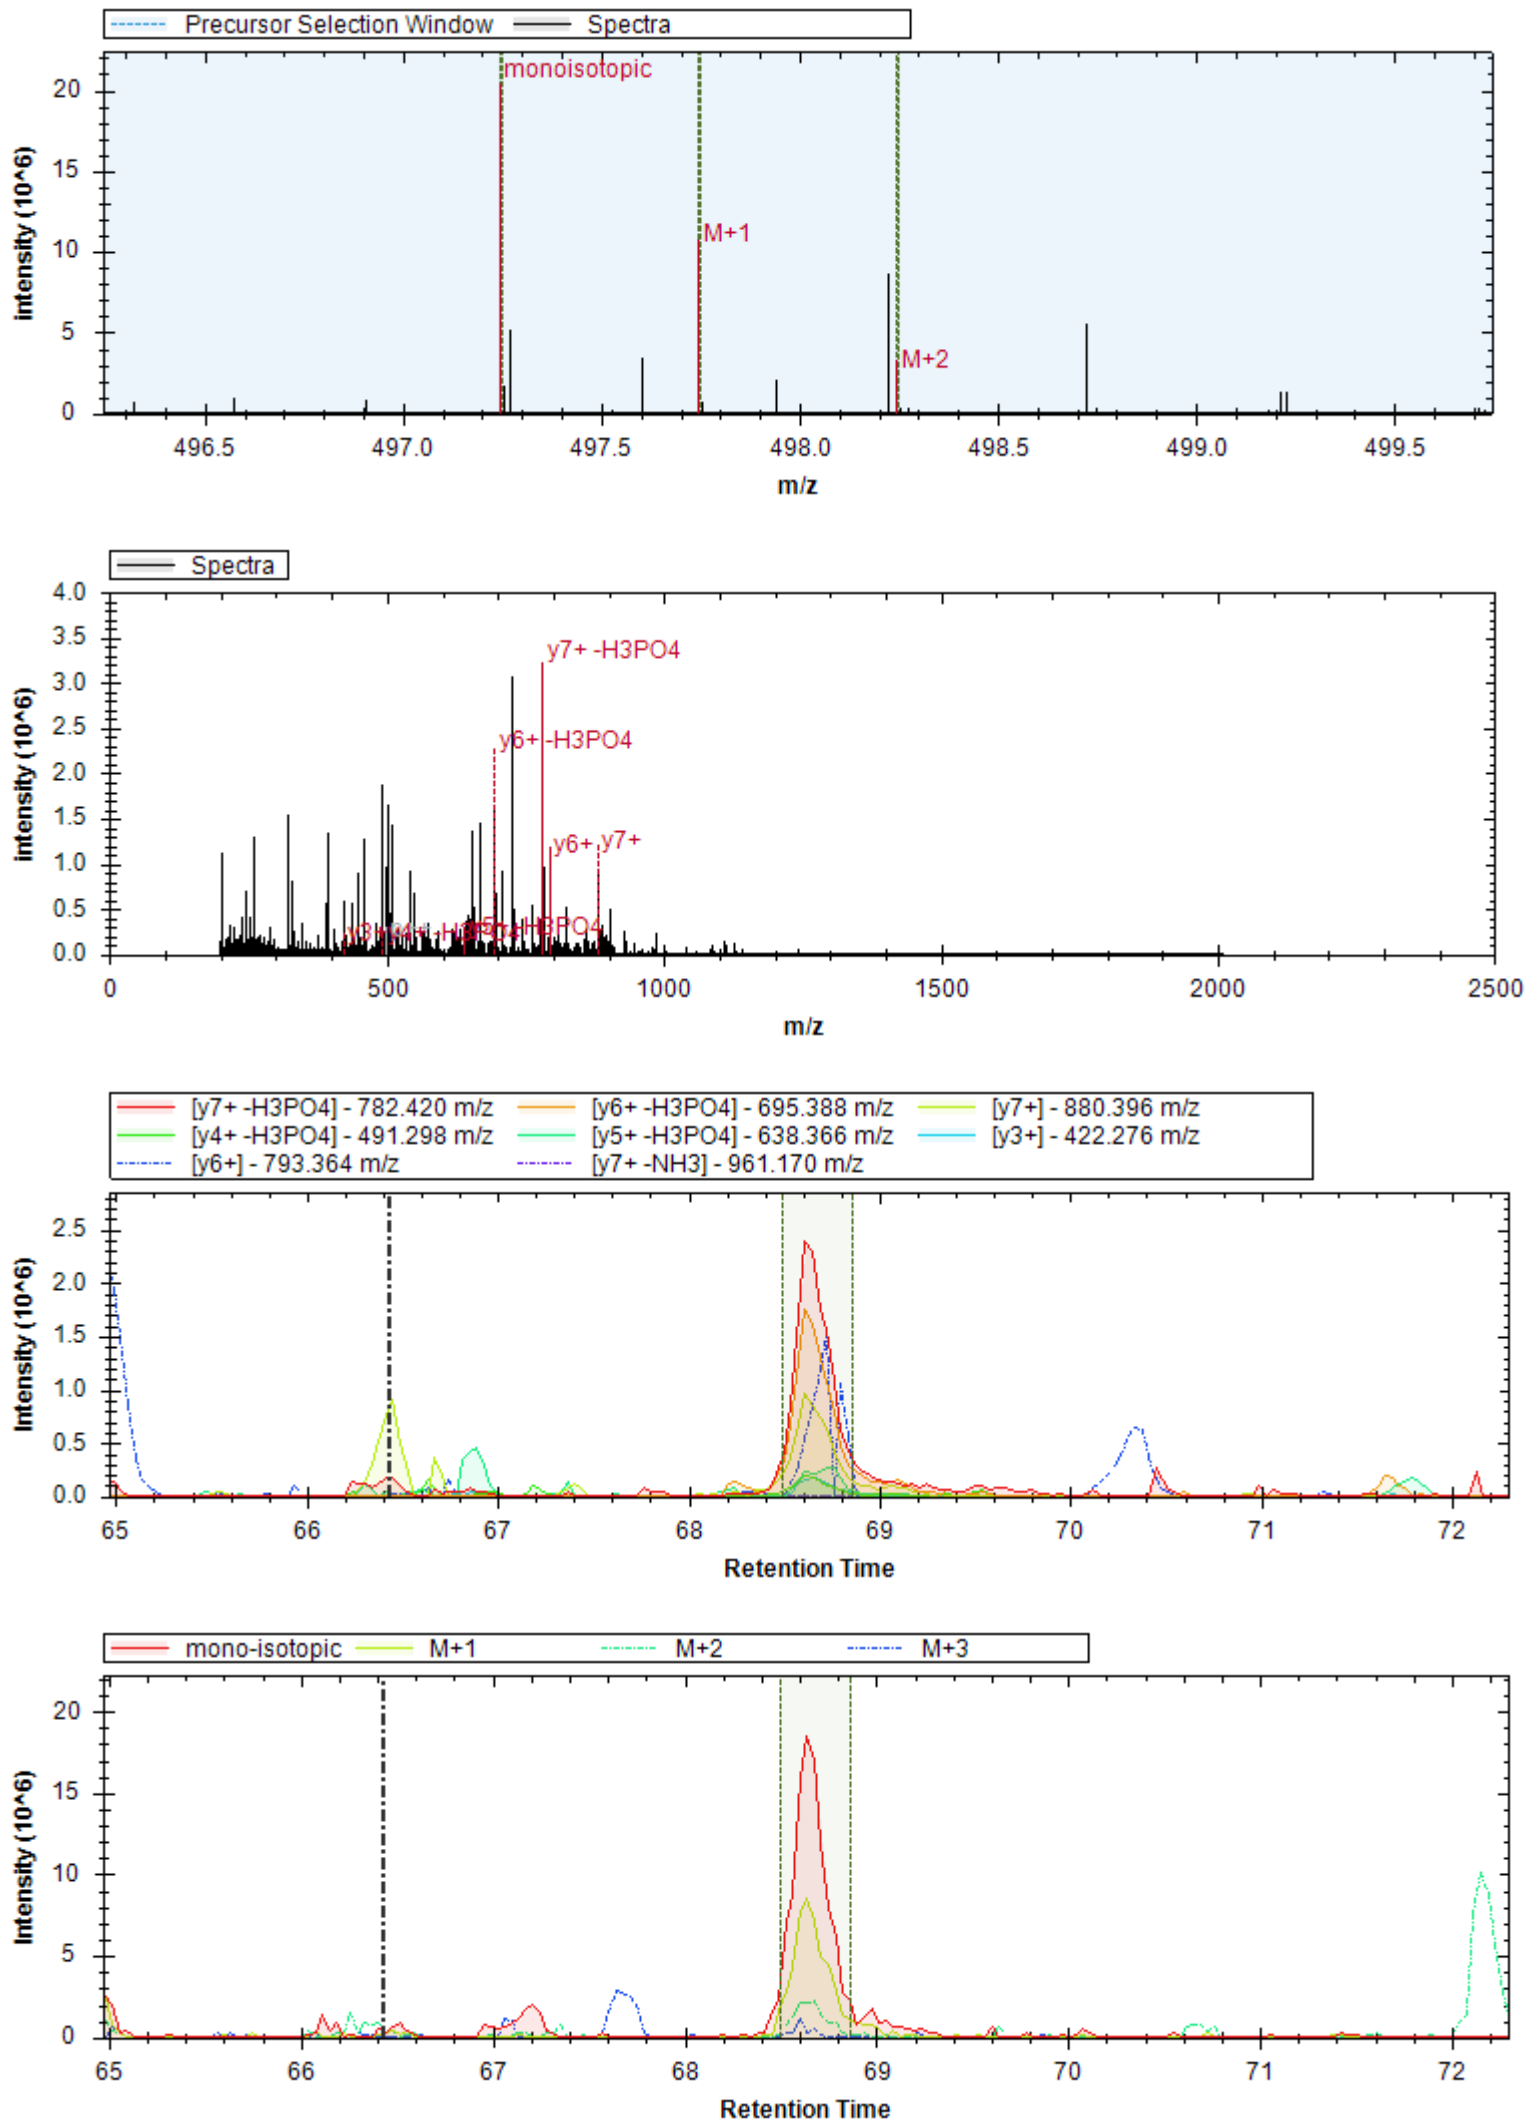 Precursor Selection Window Spectra
monoisotopic
M+1
M+2
intensity (10^6)
20
15
10
5
0
496.5 497.0 497.5 498.0 498.5 499.0 499.5
m/z
Spectra
y7+ -H3PO4
y6+ -H3PO4
y6+ y7+
intensity (10^6)
4.0
3.5
3.0
2.5
2.0
1.5
1.0
0.5
0.0
0 500 1000 1500 2000 2500
m/z
[y7+ -H3PO4] - 782.420 m/z [y6+ -H3PO4] - 695.388 m/z [y7+] - 880.396 m/z
[y4+ -H3PO4] - 491.298 m/z [y5+ -H3PO4] - 638.366 m/z [y3+] - 422.276 m/z
[y6+] - 793.364 m/z [y7+ -NH3] - 961.170 m/z
Intensity (10^6)
2.5
2.0
1.5
1.0
0.5
0.0
65 66 67 68 69 70 71 72
Retention Time
mono-isotopic M+1 M+2 M+3
Intensity (10^6)
20
15
10
5
0
65 66 67 68 69 70 71 72
Retention Time